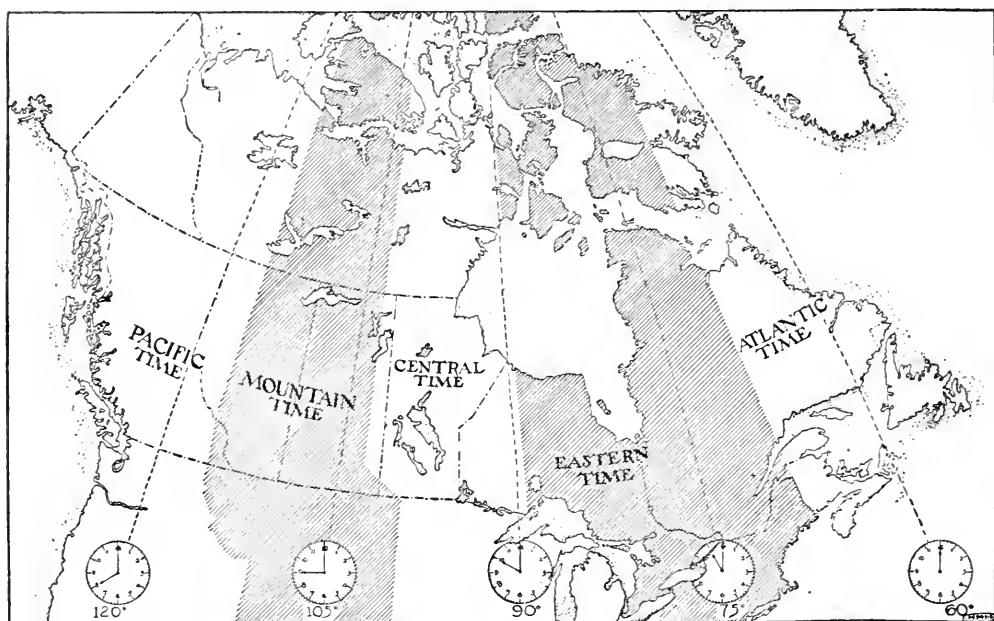 PACIFIC
TIME
MOUNTAIN
TIME
CENTRAL
TIME
EASTERN
TIME
ATLANTIC
TIME
120°
105°
90°
75°
60°